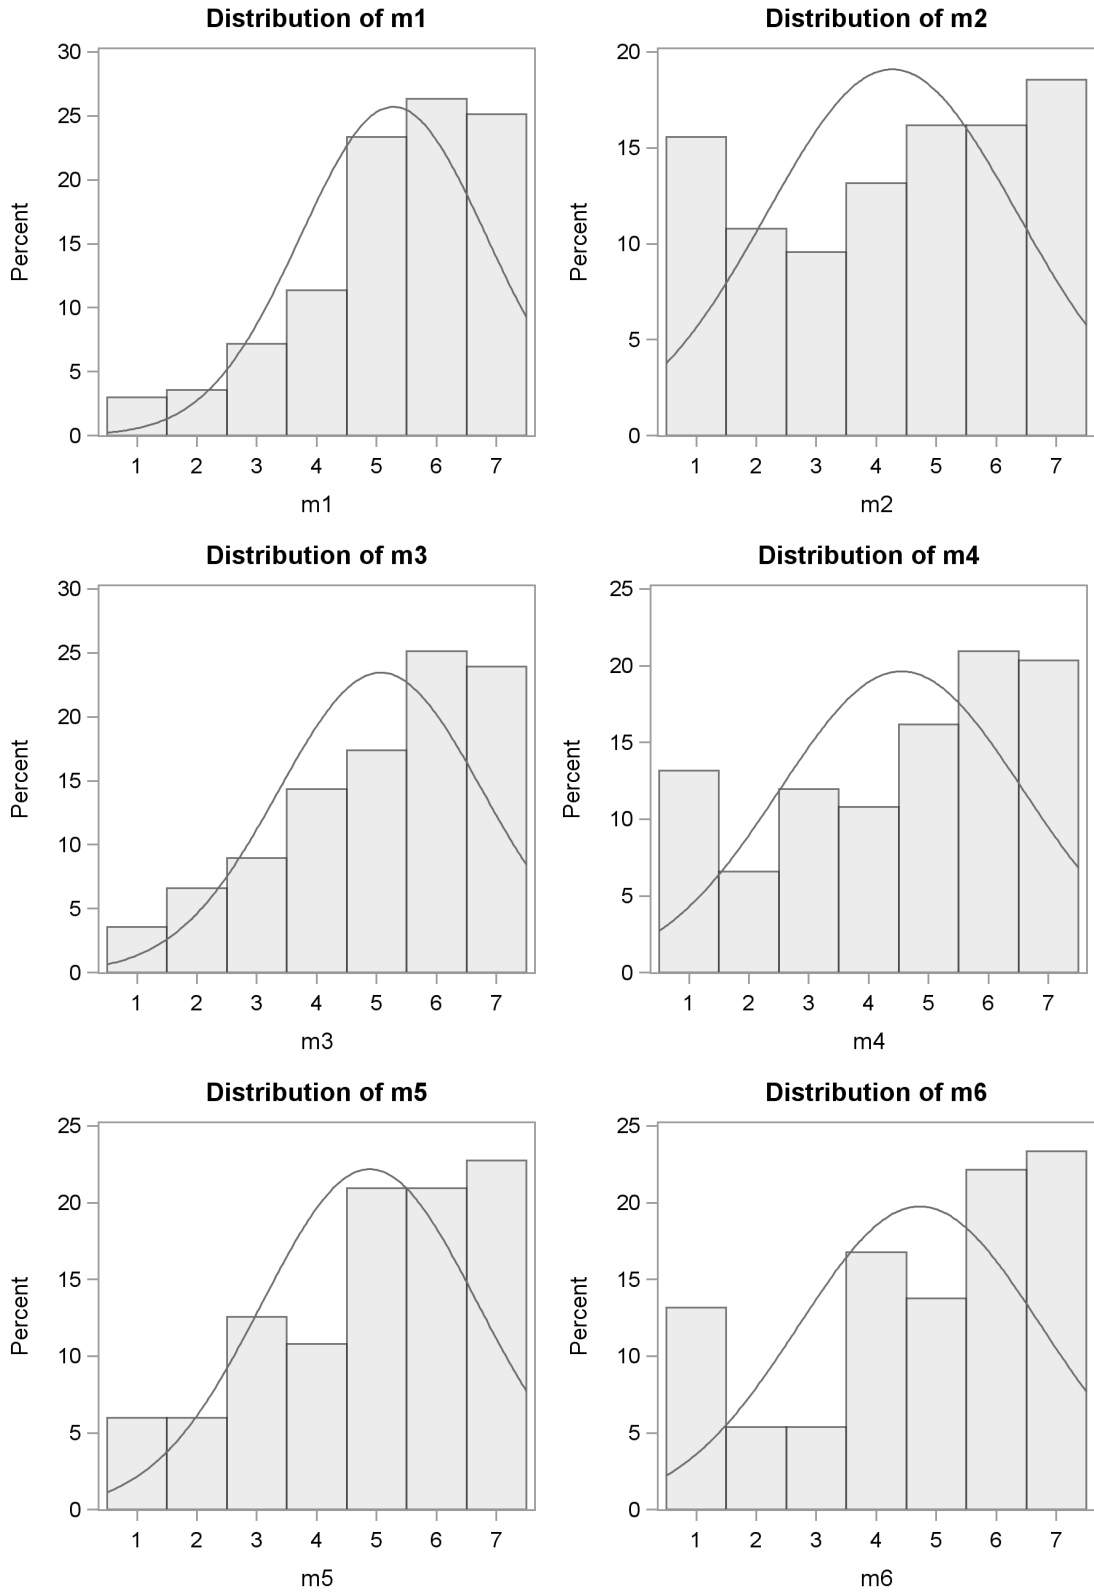 Distribution of m1
Percent
30
25
20
15
10
5
0
1 2 3 4 5 6 7
m1
Distribution of m2
Percent
20
15
10
5
0
1 2 3 4 5 6 7
m2
Distribution of m3
Percent
30
25
20
15
10
5
0
1 2 3 4 5 6 7
m3
Distribution of m4
Percent
25
20
15
10
5
0
1 2 3 4 5 6 7
m4
Distribution of m5
Percent
25
20
15
10
5
0
1 2 3 4 5 6 7
m5
Distribution of m6
Percent
25
20
15
10
5
0
1 2 3 4 5 6 7
m6